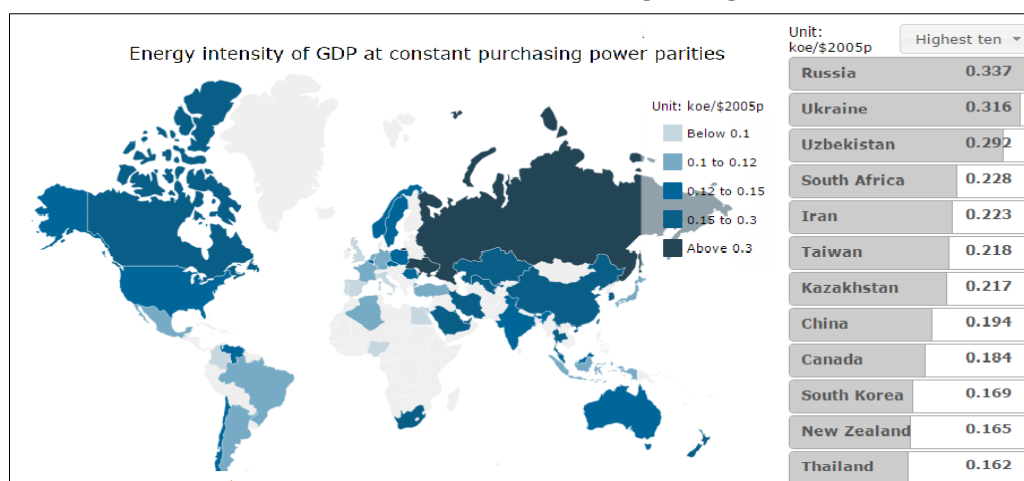 Energy intensity of GDP at constant purchasing power parities
Unit: koe/$2005p
Below 0.1
0.1 to 0.12
0.12 to 0.15
0.15 to 0.3
Above 0.3
Unit:
koe/$2005p
Highest ten
Russia 0.337
Ukraine 0.316
Uzbekistan 0.292
South Africa 0.228
Iran 0.223
Taiwan 0.218
Kazakhstan 0.217
China 0.194
Canada 0.184
South Korea 0.169
New Zealand 0.165
Thailand 0.162